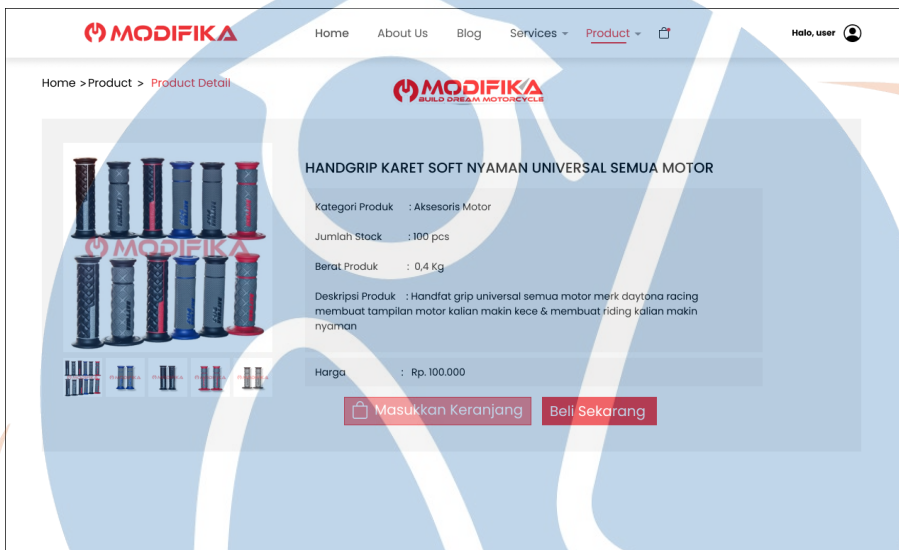 MODIFIKA
Home About Us Blog Services Product
Halo, user
Home > Product > Product Detail
MODIFIKA
BUILD DREAM MOTORCYCLE
HANDGRIP KARET SOFT NYAMAN UNIVERSAL SEMUA MOTOR
Kategori Produk : Aksesoris Motor
Jumlah Stock : 100 pcs
Berat Produk : 0,4 Kg
Deskripsi Produk : Handfat grip universal semua motor merk daytona racing
membuat tampilan motor kalian makin kece & membuat riding kalian makin
nyaman
MODIFIKA
Harga : Rp. 100.000
Masukkan Keranjang
Beli Sekarang